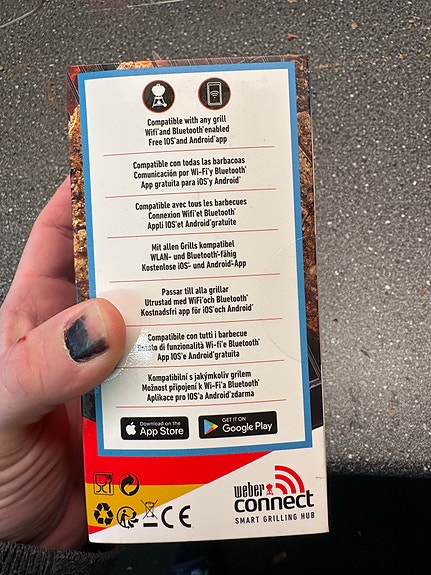 Compatible with any grill
Wifi and Bluetooth® enabled
Free IOS® and Android® app
Compatible con todas las barbacoas
Comunicación por Wi-Fi® y Bluetooth®
App gratuita para iOS® y Android®
Compatible avec tous les barbecues
Connexion Wifi® et Bluetooth®
Appli IOS® et Android® gratuite
Mit allen Grills kompatibel
WLAN- und Bluetooth®-fähig
Kostenlose iOS®- und Android®-App
Passar till alla grillar
Utrustad med WiFi® och Bluetooth®
Kostnadsfri app för iOS® och Android®
Compatibile con tutti i barbecue
di funzionalità Wi-fi® e Bluetooth®
App IOS® e Android® gratuita
Kompatibilní s jakýmkoliv grilem
Možnost připojení k Wi-Fi® a Bluetooth®
Aplikace pro IOS® a Android® zdarma
Download on the
App Store
GET IT ON
Google Play
weber
connect
SMART GRILLING HUB
CE